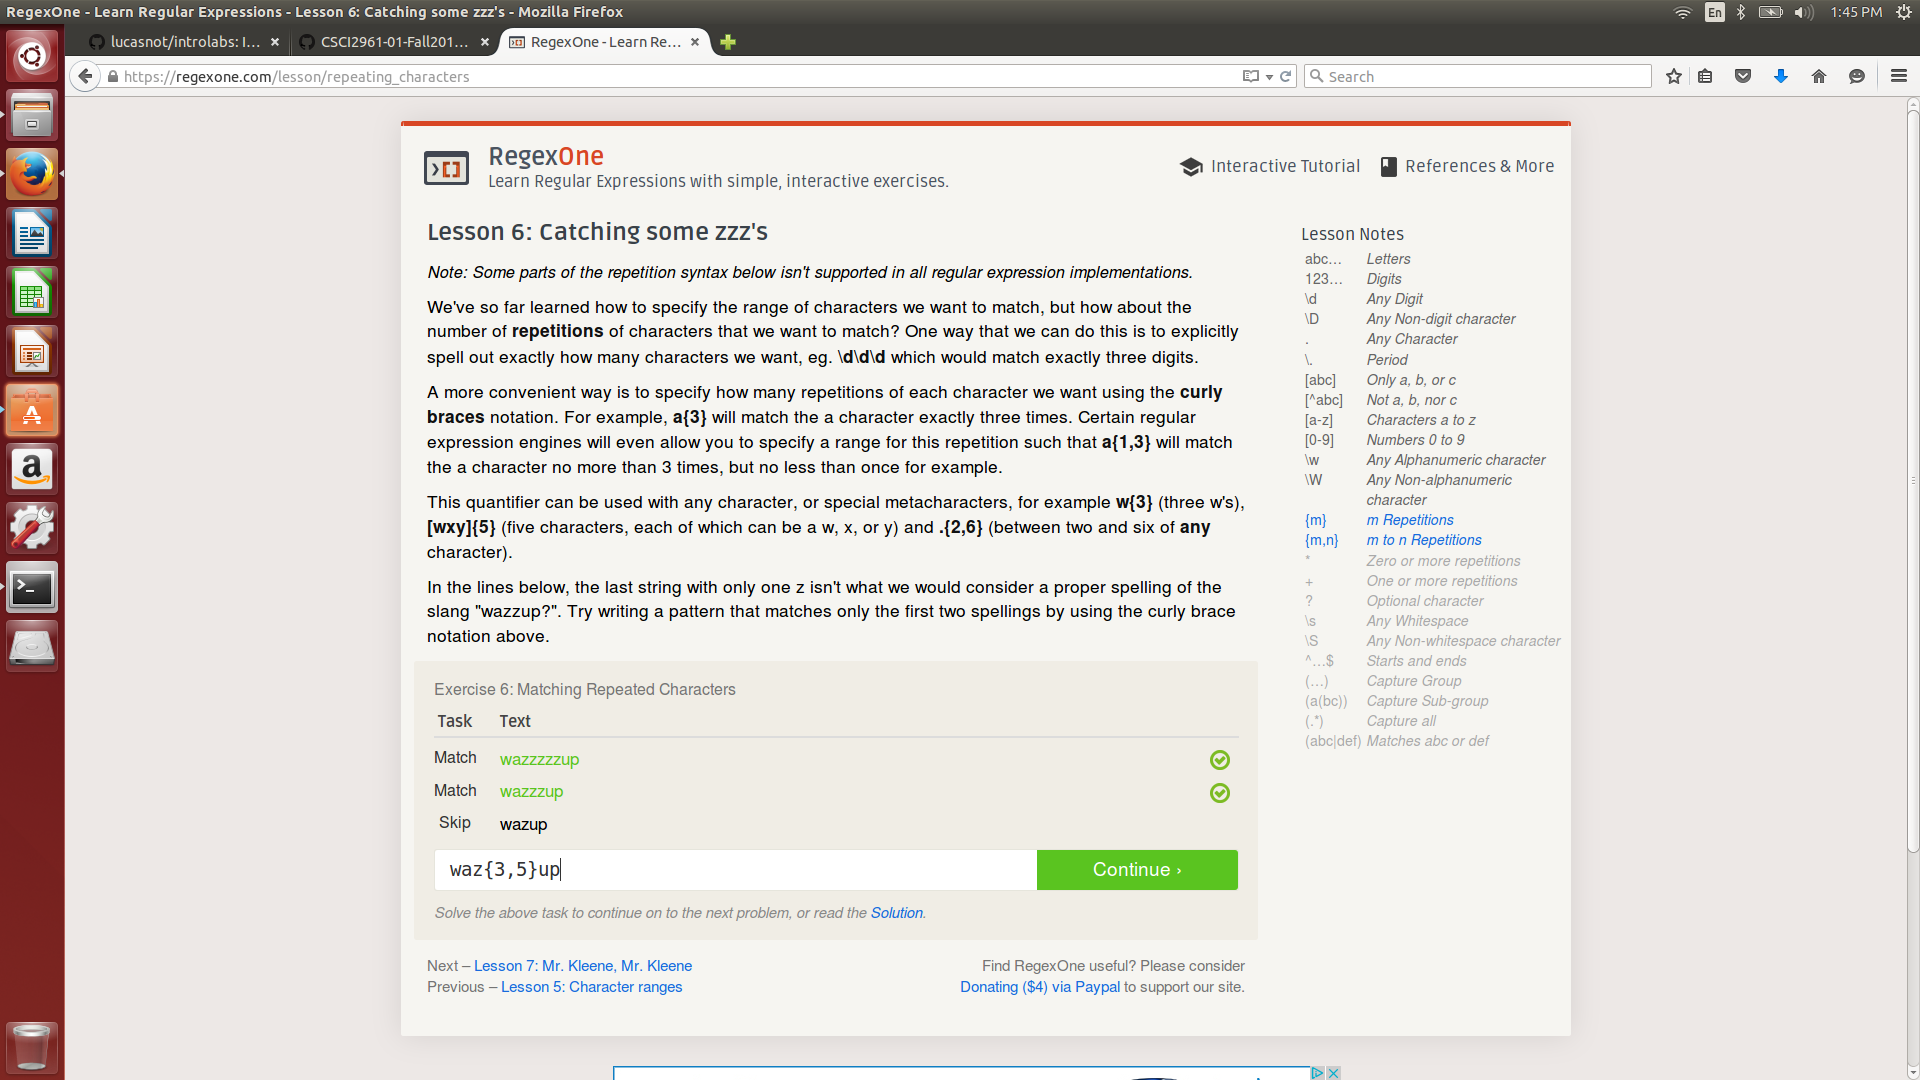 RegexOne - Learn Regular Expressions - Lesson 6: Catching some zzz's - Mozilla Firefox
En
1:45 PM
lucasnot/introlabs: I...
CSCI2961-01-Fall201...
RegexOne - Learn Re...
https://regexone.com/lesson/repeating_characters
Search
RegexOne
Learn Regular Expressions with simple, interactive exercises.
Interactive Tutorial
References & More
Lesson 6: Catching some zzz's
Note: Some parts of the repetition syntax below isn't supported in all regular expression implementations.
We've so far learned how to specify the range of characters we want to match, but how about the
number of repetitions of characters that we want to match? One way that we can do this is to explicitly
spell out exactly how many characters we want, eg. \d\d\d which would match exactly three digits.
A more convenient way is to specify how many repetitions of each character we want using the curly
braces notation. For example, a{3} will match the a character exactly three times. Certain regular
expression engines will even allow you to specify a range for this repetition such that a{1,3} will match
the a character no more than 3 times, but no less than once for example.
This quantifier can be used with any character, or special metacharacters, for example w{3} (three w's),
[wxy]{5} (five characters, each of which can be a w, x, or y) and .{2,6} (between two and six of any
character).
In the lines below, the last string with only one z isn't what we would consider a proper spelling of the
slang "wazzup?". Try writing a pattern that matches only the first two spellings by using the curly brace
notation above.
Exercise 6: Matching Repeated Characters
Task Text
Match wazzzzzup
Match wazzzup
Skip wazup
waz{3,5}up
Continue ›
Solve the above task to continue on to the next problem, or read the Solution.
Next – Lesson 7: Mr. Kleene, Mr. Kleene
Previous – Lesson 5: Character ranges
Find RegexOne useful? Please consider
Donating ($4) via Paypal to support our site.
Lesson Notes
abc… Letters
123… Digits
\d Any Digit
\D Any Non-digit character
. Any Character
\. Period
[abc] Only a, b, or c
[^abc] Not a, b, nor c
[a-z] Characters a to z
[0-9] Numbers 0 to 9
\w Any Alphanumeric character
\W Any Non-alphanumeric
character
{m} m Repetitions
{m,n} m to n Repetitions
* Zero or more repetitions
+ One or more repetitions
? Optional character
\s Any Whitespace
\S Any Non-whitespace character
^…$ Starts and ends
(…) Capture Group
(a(bc)) Capture Sub-group
(.*) Capture all
(abc|def) Matches abc or def